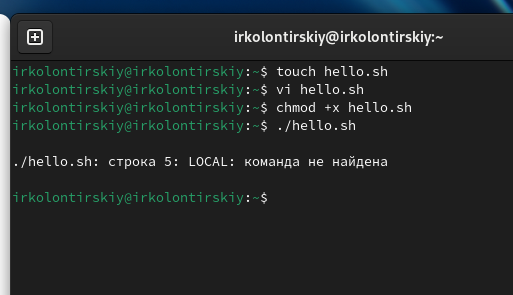 irkolontirskiy@irkolontirskiy:~
irkolontirskiy@irkolontirskiy:~$ touch hello.sh
irkolontirskiy@irkolontirskiy:~$ vi hello.sh
irkolontirskiy@irkolontirskiy:~$ chmod +x hello.sh
irkolontirskiy@irkolontirskiy:~$ ./hello.sh
./hello.sh: строка 5: LOCAL: команда не найдена
irkolontirskiy@irkolontirskiy:~$